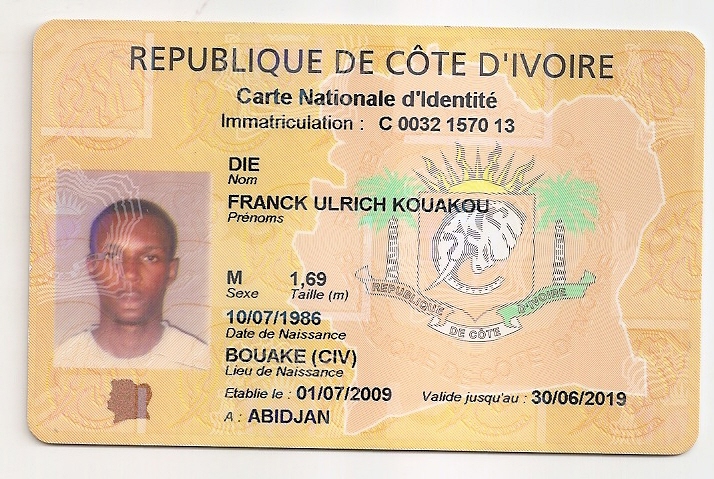 REPUBLIQUE DE CÔTE D'IVOIRE
Carte Nationale d'Identité
Immatriculation : C 0032 1570 13
DIE
Nom
FRANCK ULRICH KOUAKOU
Prénoms
M 1,69
Sexe Taille (m)
10/07/1986
Date de Naissance
BOUAKE (CIV)
Lieu de Naissance
Etablie le : 01/07/2009 Valide jusqu'au : 30/06/2019
A : ABIDJAN
REPUBLIQUE
DE CÔTE
D'IVOIRE